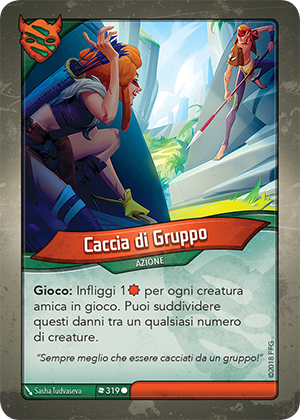 Caccia di Gruppo
AZIONE
Gioco: Infliggi 1 per ogni creatura
amica in gioco. Puoi suddividere
questi danni tra un qualsiasi numero
di creature.
“Sempre meglio che essere cacciati da un gruppo!”
Sasha Tudvaseva
319
©2018 FFG